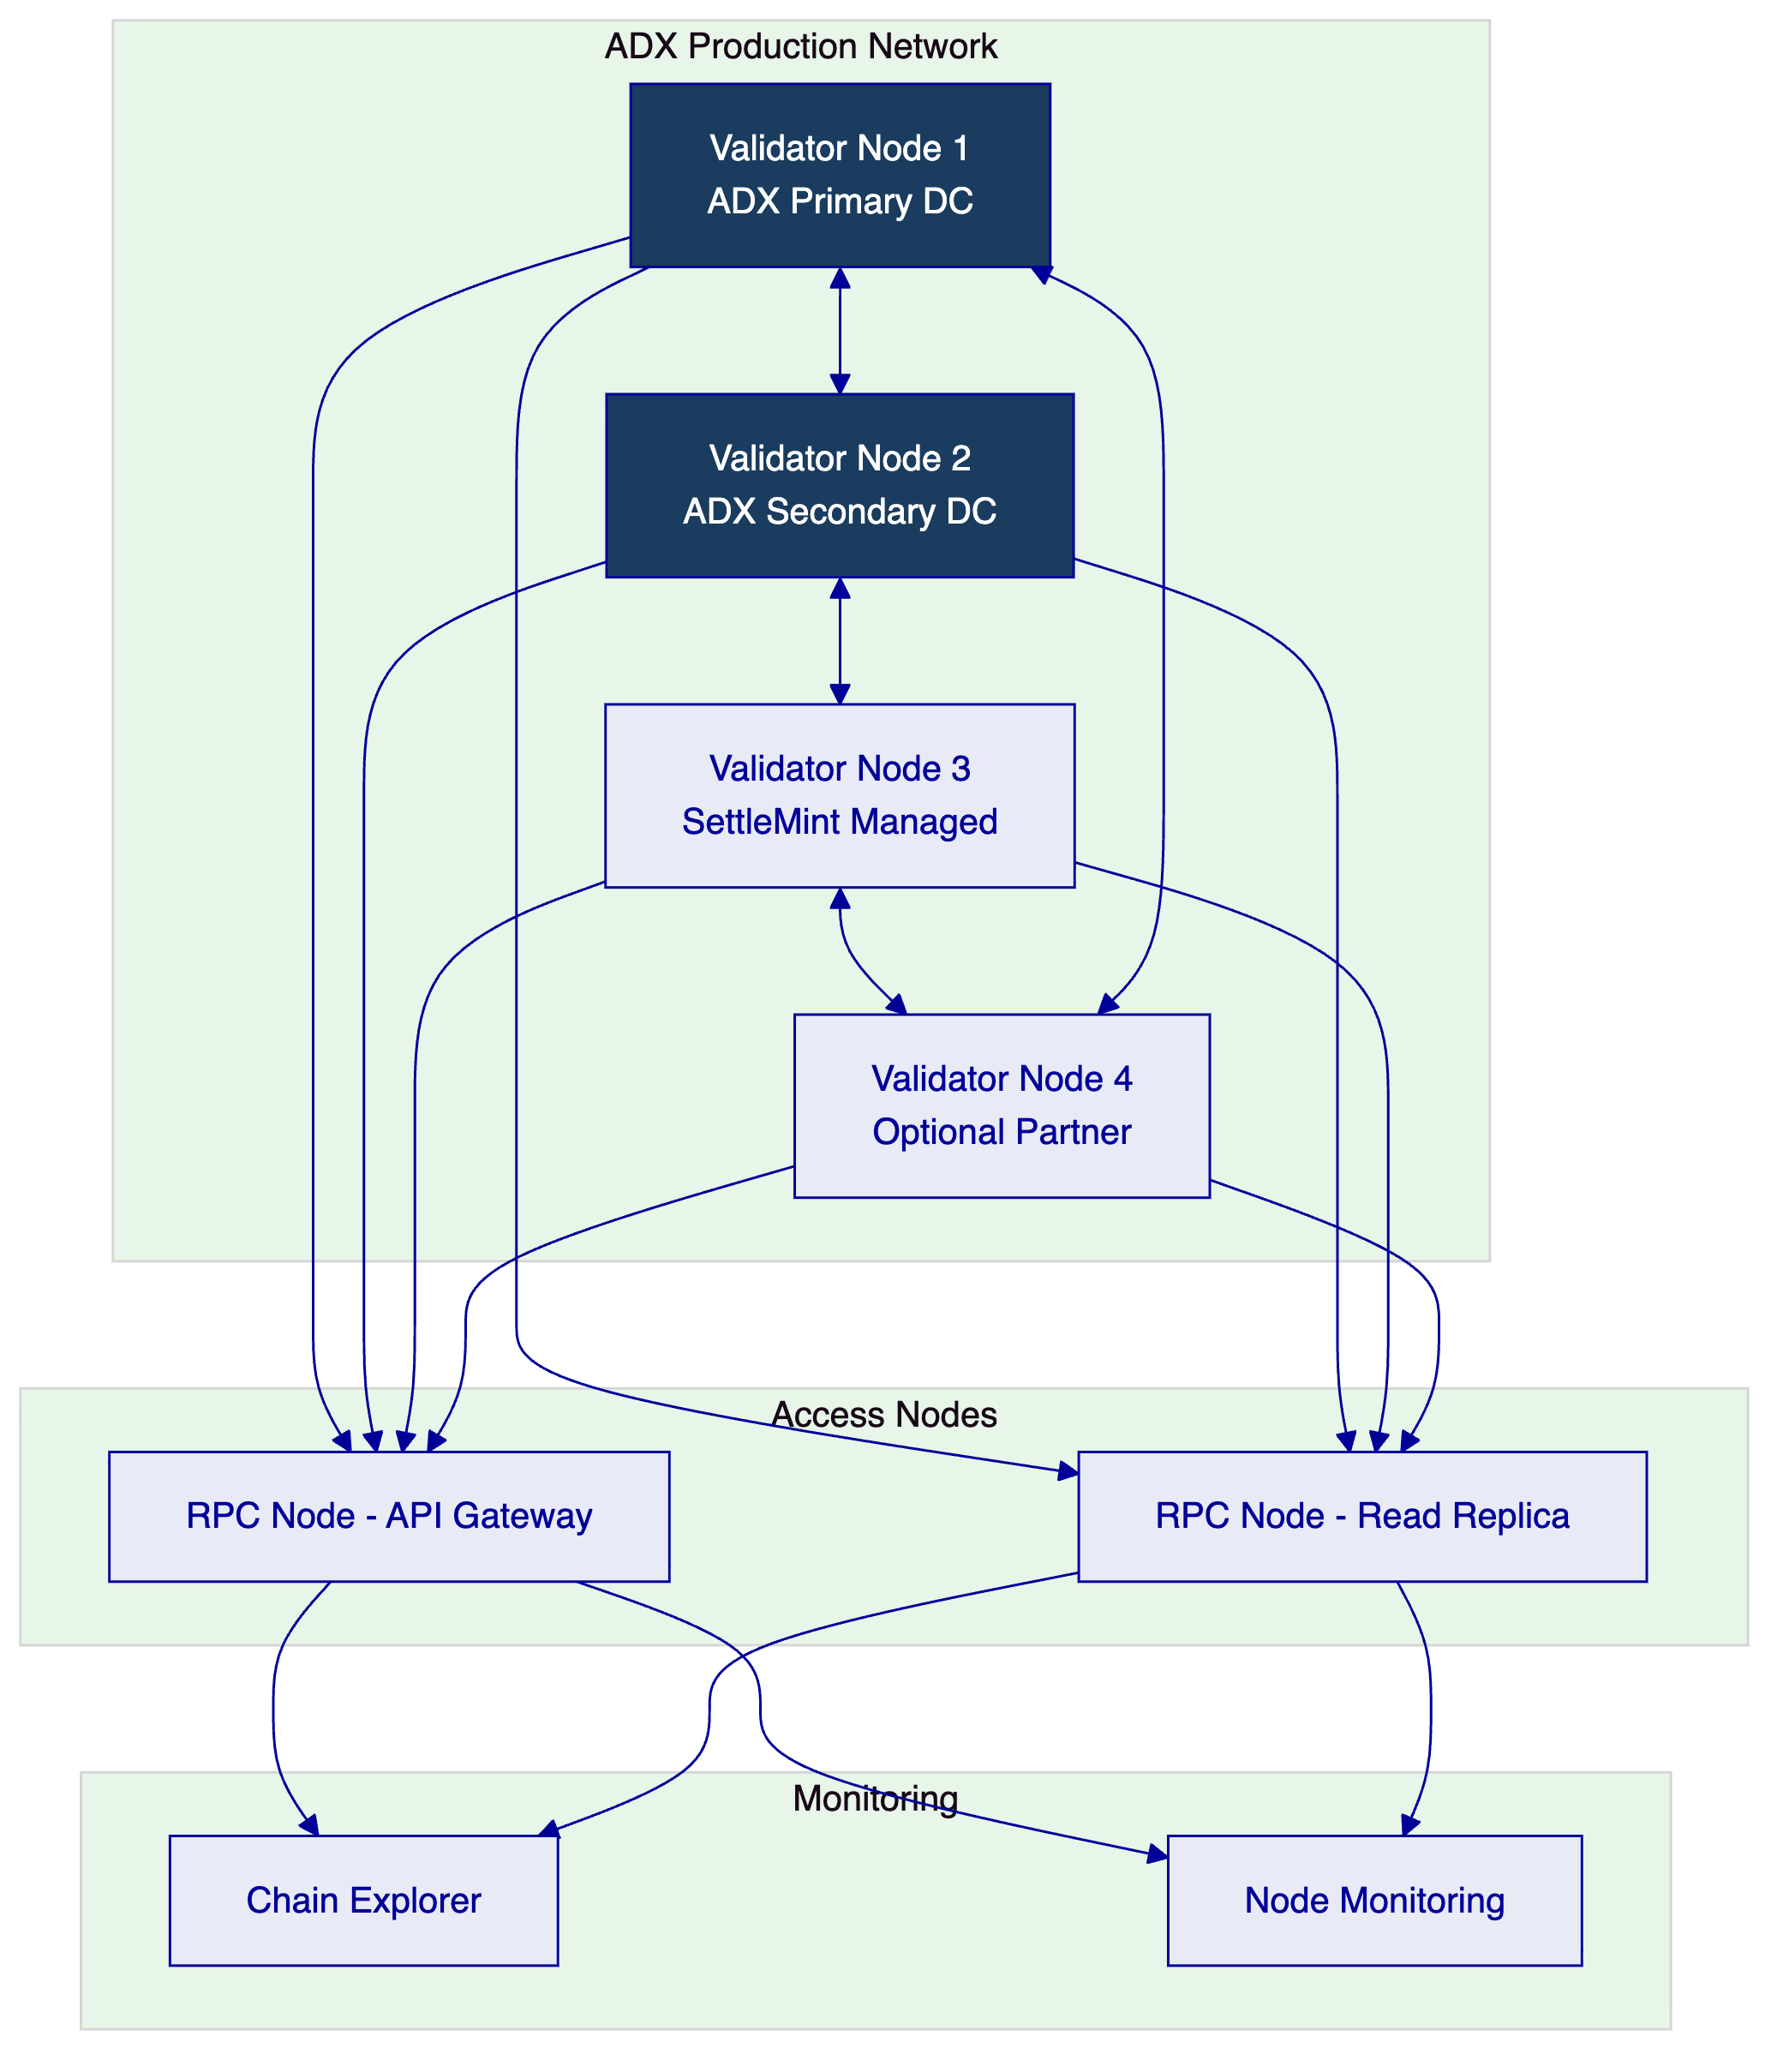 ADX Production Network
Validator Node 1
ADX Primary DC
Validator Node 2
ADX Secondary DC
Validator Node 3
SettleMint Managed
Validator Node 4
Optional Partner
Access Nodes
RPC Node - API Gateway
RPC Node - Read Replica
Monitoring
Chain Explorer
Node Monitoring